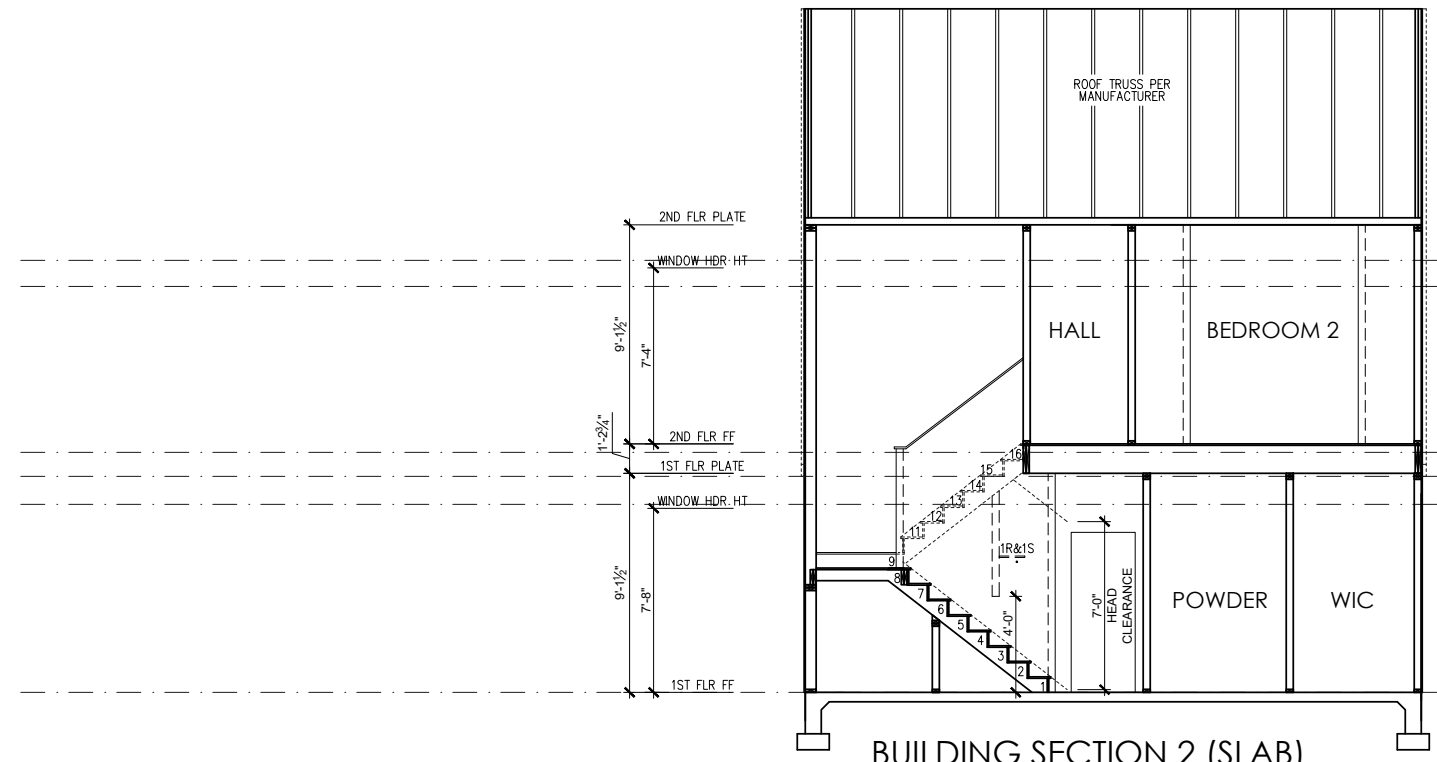 ROOF TRUSS PER
MANUFACTURER
2ND FLR PLATE
WINDOW HDR HT
9'-1½"
7'-4"
HALL
BEDROOM 2
1'-2¾"
2ND FLR FF
1ST FLR PLATE
WINDOW HDR HT
9'-1½"
7'-8"
1ST FLR FF
16
15
14
13
12
11
9
8
7
6
5
4
3
2
1
1R&1S
4'-0"
7'-0"
HEAD
CLEARANCE
POWDER
WIC
BUILDING SECTION 2 (SLAB)